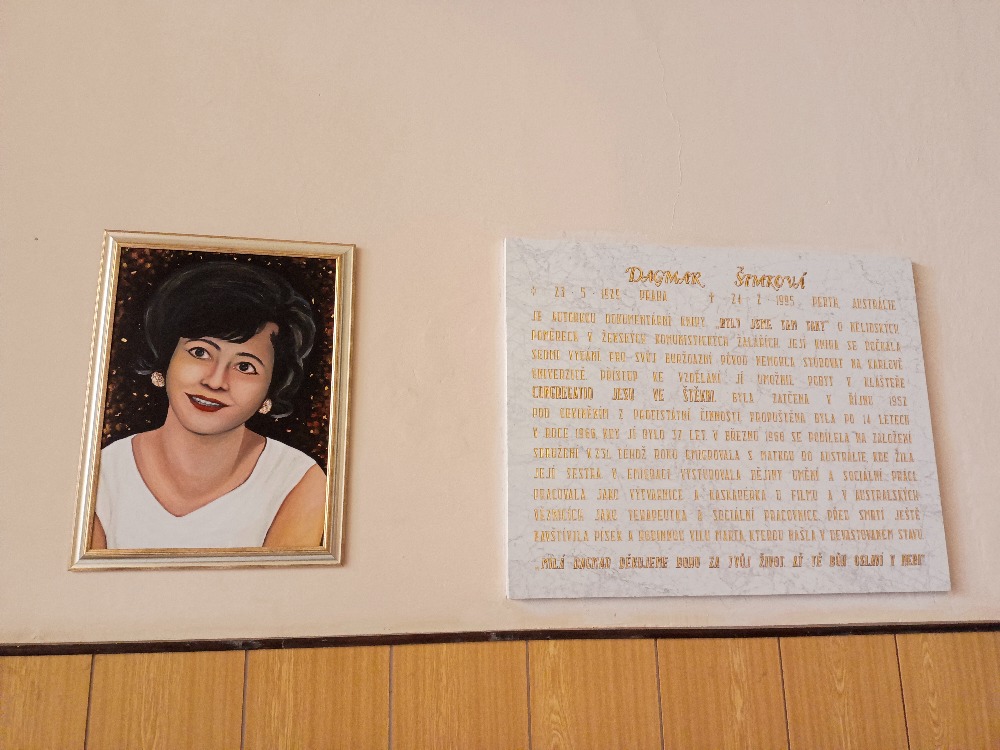 DAGMAR ŠIMKOVÁ
* 23 5 1929 PRAHA † 24 2 1995 PERTH AUSTRÁLIE
JE AUTORKOU DOKUMENTÁRNÍ KNIHY „BYLY JSME TAM TAKY" O NELIDSKÝCH
POMĚRECH V ŽENSKÝCH KOMUNISTICKÝCH ŽALÁŘÍCH JEJÍ KNIHA SE DOČKALA
SEDMI VYDÁNÍ PRO SVŮJ BURŽOAZNÍ PŮVOD NEMOHLA STUDOVAT NA KARLOVĚ
UNIVERZITĚ PŘÍSTUP KE VZDĚLÁNÍ JÍ UMOŽNIL POBYT V KLÁŠTEŘE
CONGREGATIO JESU VE ŠTĚKNI BYLA ZATČENA V ŘÍJNU 1952
POD OBVINĚNÍM Z PROTISTÁTNÍ ČINNOSTI PROPUŠTĚNA BYLA PO 14 LETECH
V ROCE 1966 KDY JÍ BYLO 37 LET V BŘEZNU 1968 SE PODÍLELA NA ZALOŽENÍ
SDRUŽENÍ K 231 TÉHOŽ ROKU EMIGROVALA S MATKOU DO AUSTRÁLIE KDE ŽILA
JEJÍ SESTRA V EMIGRACI VYSTUDOVALA DĚJINY UMĚNÍ A SOCIÁLNÍ PRÁCI
PRACOVALA JAKO VÝTVARNICE A KASKADÉRKA U FILMU A V AUSTRALSKÝCH
VĚZNICÍCH JAKO TERAPEUTKA A SOCIÁLNÍ PRACOVNICE PŘED SMRTÍ JEŠTĚ
NAVŠTÍVILA PÍSEK A RODINNOU VILU MARTA, KTEROU NAŠLA V DEVASTOVANÉM STAVU
„MILÁ DAGMAR DĚKUJEME BOHU ZA TVŮJ ŽIVOT AŤ TĚ BŮH OSLAVÍ V NEBI"